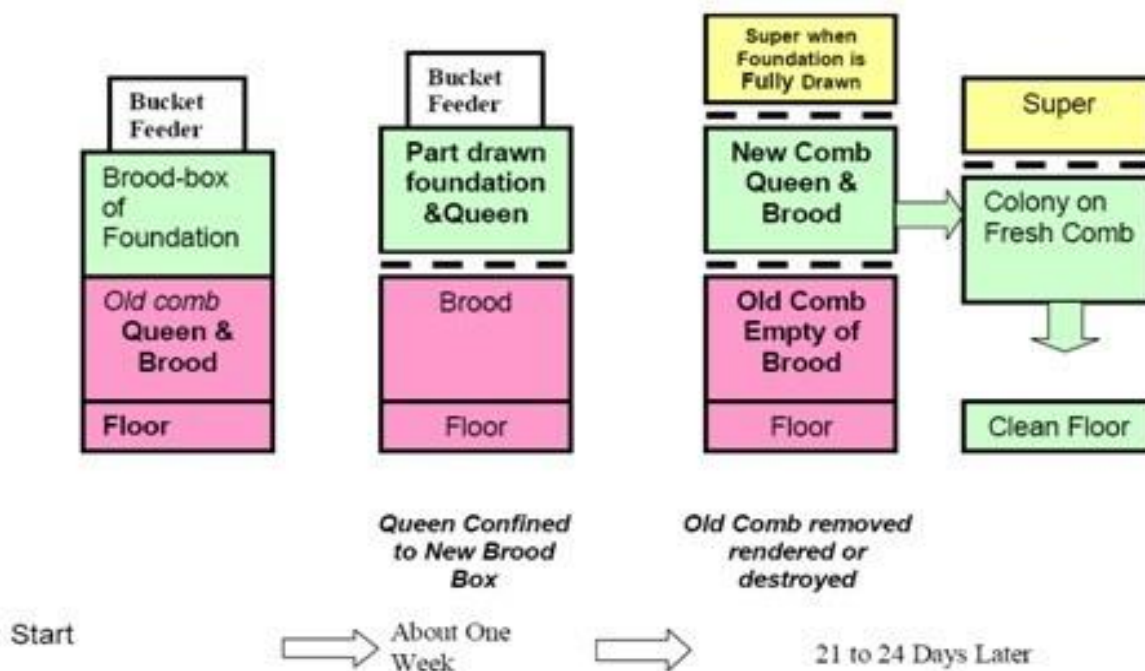 Bucket
Feeder
Brood-box
of
Foundation
Old comb
Queen &
Brood
Floor
Bucket
Feeder
Part drawn
foundation
&Queen
Brood
Floor
Queen Confined
to New Brood
Box
Super when
Foundation is
Fully Drawn
New Comb
Queen &
Brood
Old Comb
Empty of
Brood
Floor
Old Comb removed
rendered or
destroyed
Super
Colony on
Fresh Comb
Clean Floor
Start
About One
Week
21 to 24 Days Later